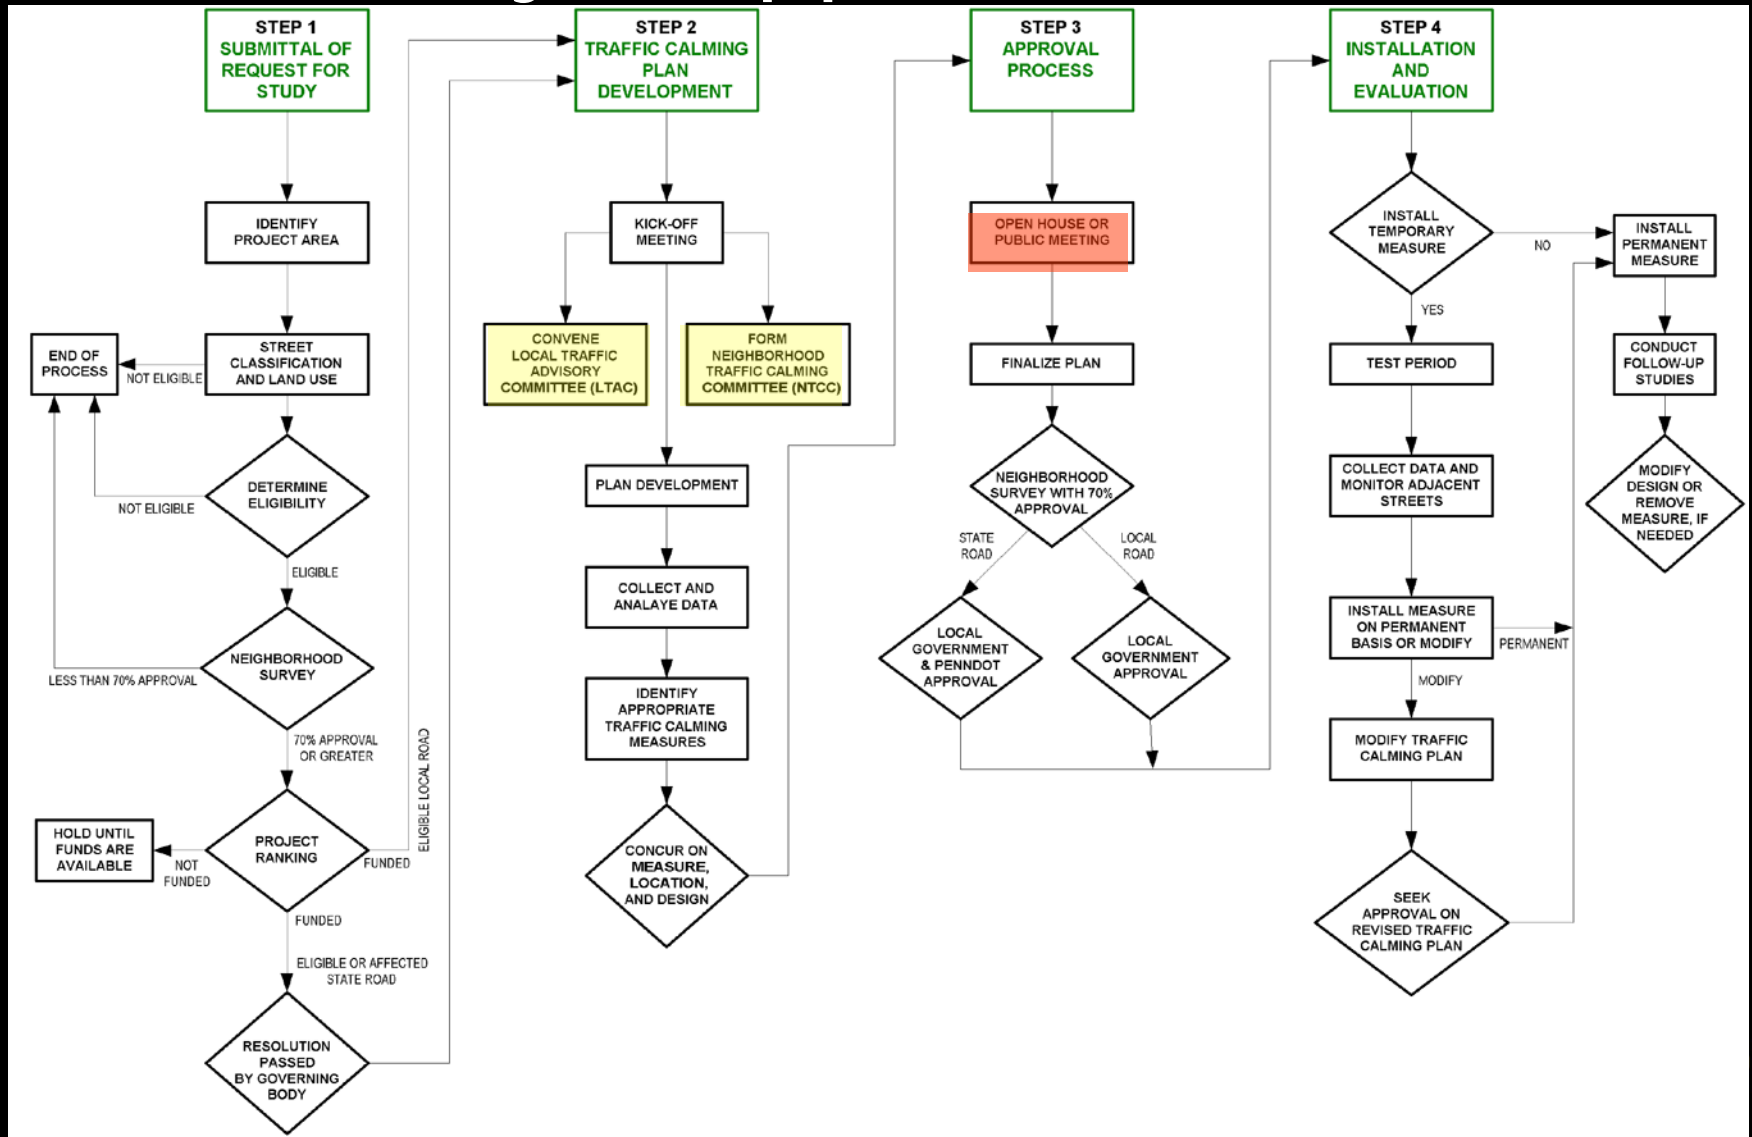 STEP 1
SUBMITTAL OF
REQUEST FOR
STUDY
IDENTIFY
PROJECT AREA
STREET
CLASSIFICATION
AND LAND USE
END OF
PROCESS
NOT ELIGIBLE
DETERMINE
ELIGIBILITY
NOT ELIGIBLE
ELIGIBLE
NEIGHBORHOOD
SURVEY
LESS THAN 70% APPROVAL
70% APPROVAL
OR GREATER
PROJECT
RANKING
HOLD UNTIL
FUNDS ARE
AVAILABLE
NOT
FUNDED
FUNDED
ELIGIBLE LOCAL ROAD
FUNDED
ELIGIBLE OR AFFECTED
STATE ROAD
RESOLUTION
PASSED
BY GOVERNING
BODY
STEP 2
TRAFFIC CALMING
PLAN
DEVELOPMENT
KICK-OFF
MEETING
CONVENE
LOCAL TRAFFIC
ADVISORY
COMMITTEE (LTAC)
FORM
NEIGHBORHOOD
TRAFFIC CALMING
COMMITTEE (NTCC)
PLAN DEVELOPMENT
COLLECT AND
ANALAYE DATA
IDENTIFY
APPROPRIATE
TRAFFIC CALMING
MEASURES
CONCUR ON
MEASURE,
LOCATION,
AND DESIGN
STEP 3
APPROVAL
PROCESS
OPEN HOUSE OR
PUBLIC MEETING
FINALIZE PLAN
NEIGHBORHOOD
SURVEY WITH 70%
APPROVAL
STATE
ROAD
LOCAL
ROAD
LOCAL
GOVERNMENT
& PENNDOT
APPROVAL
LOCAL
GOVERNMENT
APPROVAL
STEP 4
INSTALLATION
AND
EVALUATION
INSTALL
TEMPORARY
MEASURE
NO
YES
INSTALL
PERMANENT
MEASURE
TEST PERIOD
CONDUCT
FOLLOW-UP
STUDIES
COLLECT DATA AND
MONITOR ADJACENT
STREETS
MODIFY
DESIGN OR
REMOVE
MEASURE, IF
NEEDED
INSTALL MEASURE
ON PERMANENT
BASIS OR MODIFY
PERMANENT
MODIFY
MODIFY TRAFFIC
CALMING PLAN
SEEK
APPROVAL ON
REVISED TRAFFIC
CALMING PLAN